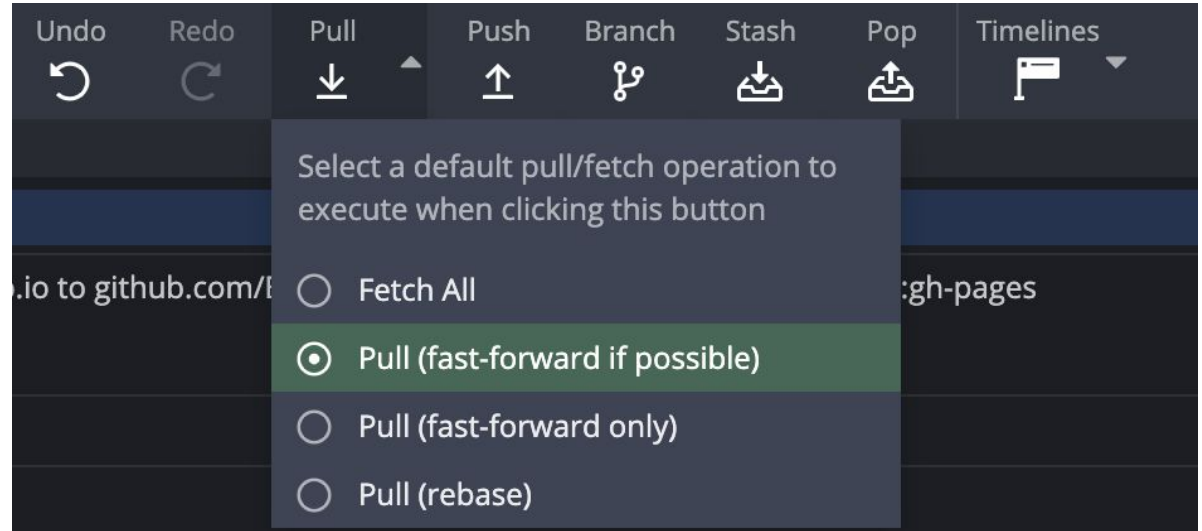 Undo Redo Pull Push Branch Stash Pop Timelines
Select a default pull/fetch operation to
execute when clicking this button
.io to github.com/ :gh-pages
Fetch All
Pull (fast-forward if possible)
Pull (fast-forward only)
Pull (rebase)